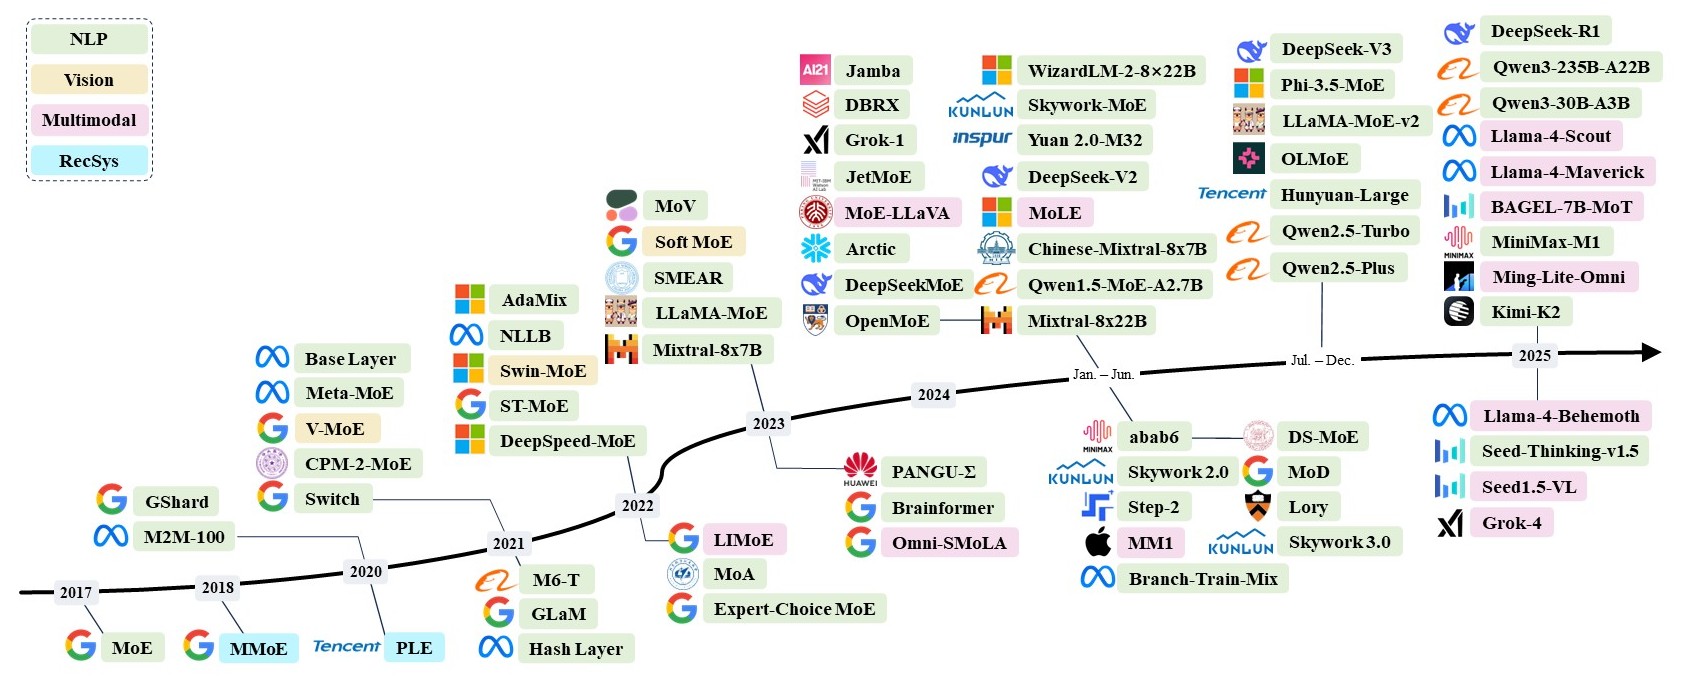 NLP
Vision
Multimodal
RecSys
2017
MoE
2018
MMoE
GShard
M2M-100
2020
Tencent
PLE
Base Layer
Meta-MoE
V-MoE
CPM-2-MoE
Switch
2021
M6-T
GLaM
Hash Layer
AdaMix
NLLB
Swin-MoE
ST-MoE
DeepSpeed-MoE
2022
LIMoE
MoA
Expert-Choice MoE
MoV
Soft MoE
SMEAR
LLaMA-MoE
Mixtral-8x7B
2023
HUAWEI
PANGU-Σ
Brainformer
Omni-SMoLA
2024
AI21
Jamba
DBRX
Grok-1
MIT-IBM
Watson
AI Lab
JetMoE
MoE-LLaVA
Arctic
DeepSeekMoE
OpenMoE
WizardLM-2-8×22B
KUNLUN
Skywork-MoE
inspur
Yuan 2.0-M32
DeepSeek-V2
MoLE
Chinese-Mixtral-8x7B
Qwen1.5-MoE-A2.7B
Mixtral-8x22B
Jan. – Jun.
MINIMAX
abab6
KUNLUN
Skywork 2.0
Step-2
MM1
Branch-Train-Mix
DS-MoE
MoD
Lory
KUNLUN
Skywork 3.0
DeepSeek-V3
Phi-3.5-MoE
LLaMA-MoE-v2
OLMoE
Tencent
Hunyuan-Large
Qwen2.5-Turbo
Qwen2.5-Plus
Jul. – Dec.
DeepSeek-R1
Qwen3-235B-A22B
Qwen3-30B-A3B
Llama-4-Scout
Llama-4-Maverick
BAGEL-7B-MoT
MINIMAX
MiniMax-M1
Ming-Lite-Omni
Kimi-K2
2025
Llama-4-Behemoth
Seed-Thinking-v1.5
Seed1.5-VL
Grok-4